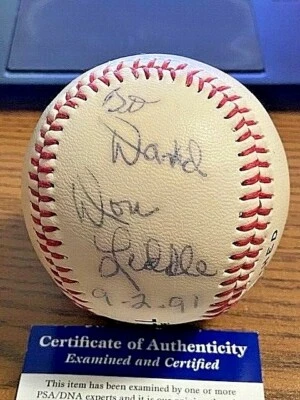 To
David
Don
Liddle
9-2-91
Certificate of Authenticity
Examined and Certified
This item has been examined by one or more
PSA/DNA experts and it is our